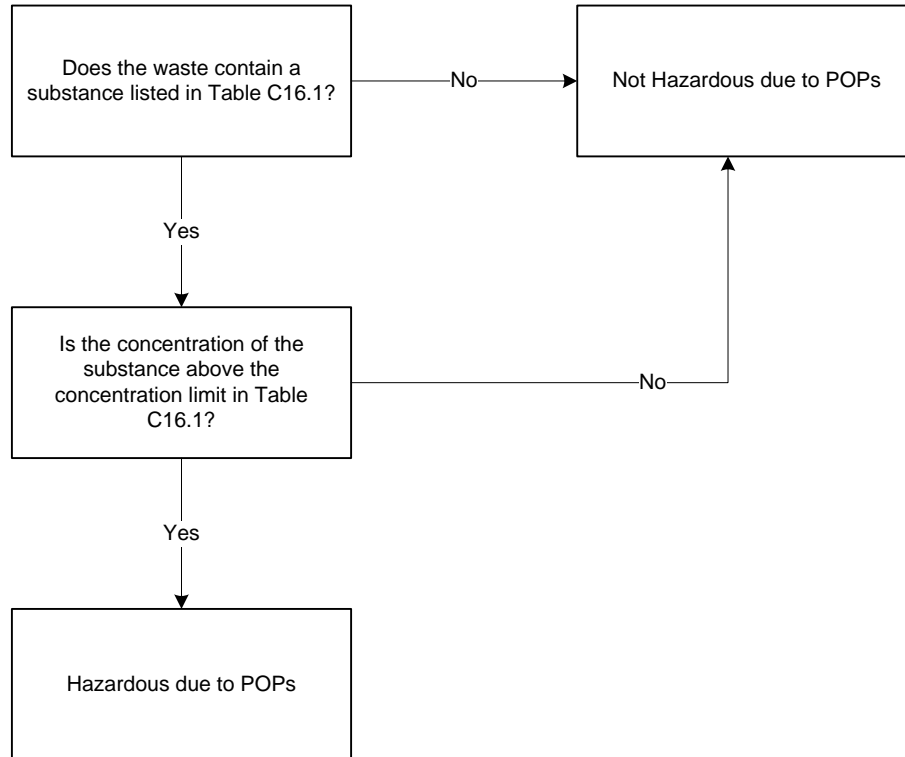 Does the waste contain a
substance listed in Table C16.1?
No
Not Hazardous due to POPs
Yes
Is the concentration of the
substance above the
concentration limit in Table
C16.1?
No
Yes
Hazardous due to POPs